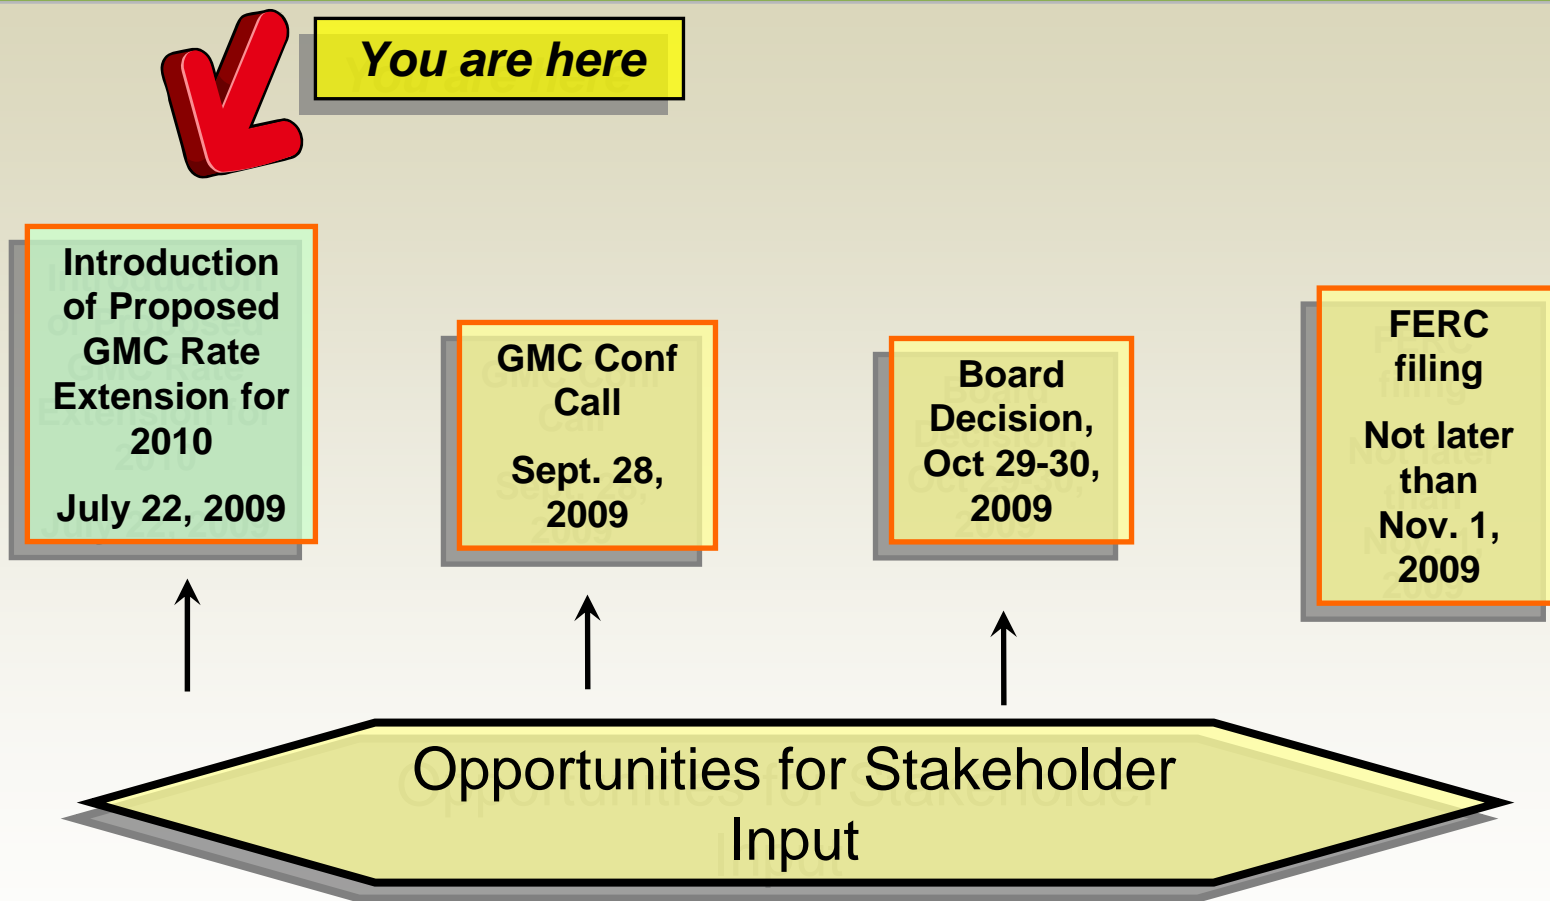 You are here
Introduction
of Proposed
GMC Rate
Extension for
2010
July 22, 2009
GMC Conf
Call
Sept. 28,
2009
Board
Decision,
Oct 29-30,
2009
FERC
filing
Not later
than
Nov. 1,
2009
Opportunities for Stakeholder
Input